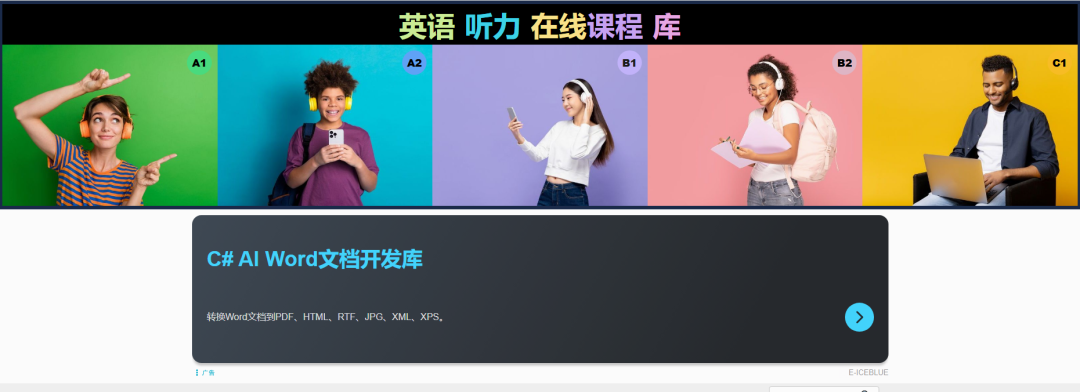 英语 听力 在线课程 库
A1
A2
B1
B2
C1
C# AI Word文档开发库
转换Word文档到PDF、HTML、RTF、JPG、XML、XPS。
广告
E-ICEBLUE